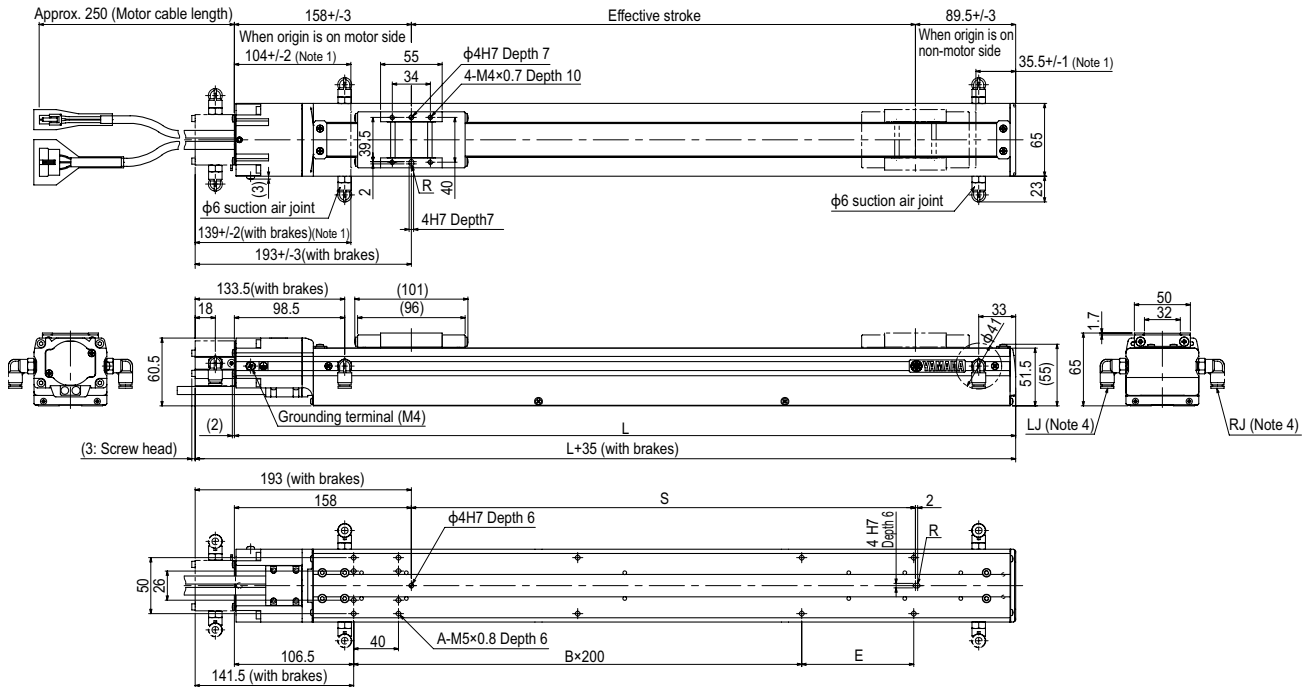 Approx. 250 (Motor cable length)
158+/-3
Effective stroke
89.5+/-3
When origin is on motor side
When origin is on
non-motor side
104+/-2 (Note 1)
55
ϕ4H7 Depth 7
35.5+/-1 (Note 1)
34
4-M4×0.7 Depth 10
39.5
65
(3)
2
R
40
23
ϕ6 suction air joint
ϕ6 suction air joint
4H7 Depth7
139+/-2(with brakes)(Note 1)
193+/-3(with brakes)
133.5(with brakes)
(101)
18
98.5
(96)
33
50
32
1.7
ϕ41
60.5
YAMAHA
51.5
(55)
65
Grounding terminal (M4)
LJ (Note 4)
RJ (Note 4)
(2)
L
(3: Screw head)
L+35 (with brakes)
193 (with brakes)
158
S
2
ϕ4H7 Depth 6
4 H7
Depth 6
R
50
26
40
A-M5×0.8 Depth 6
106.5
B×200
E
141.5 (with brakes)